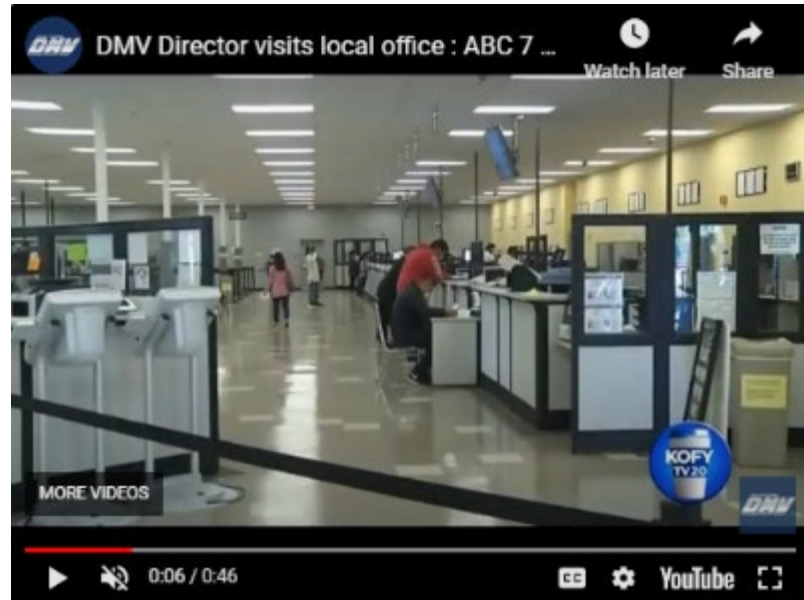 DMV
DMV Director visits local office : ABC 7 ...
Watch later
Share
KOFY
TV20
MORE VIDEOS
DMV
0:06 / 0:46
CC
YouTube